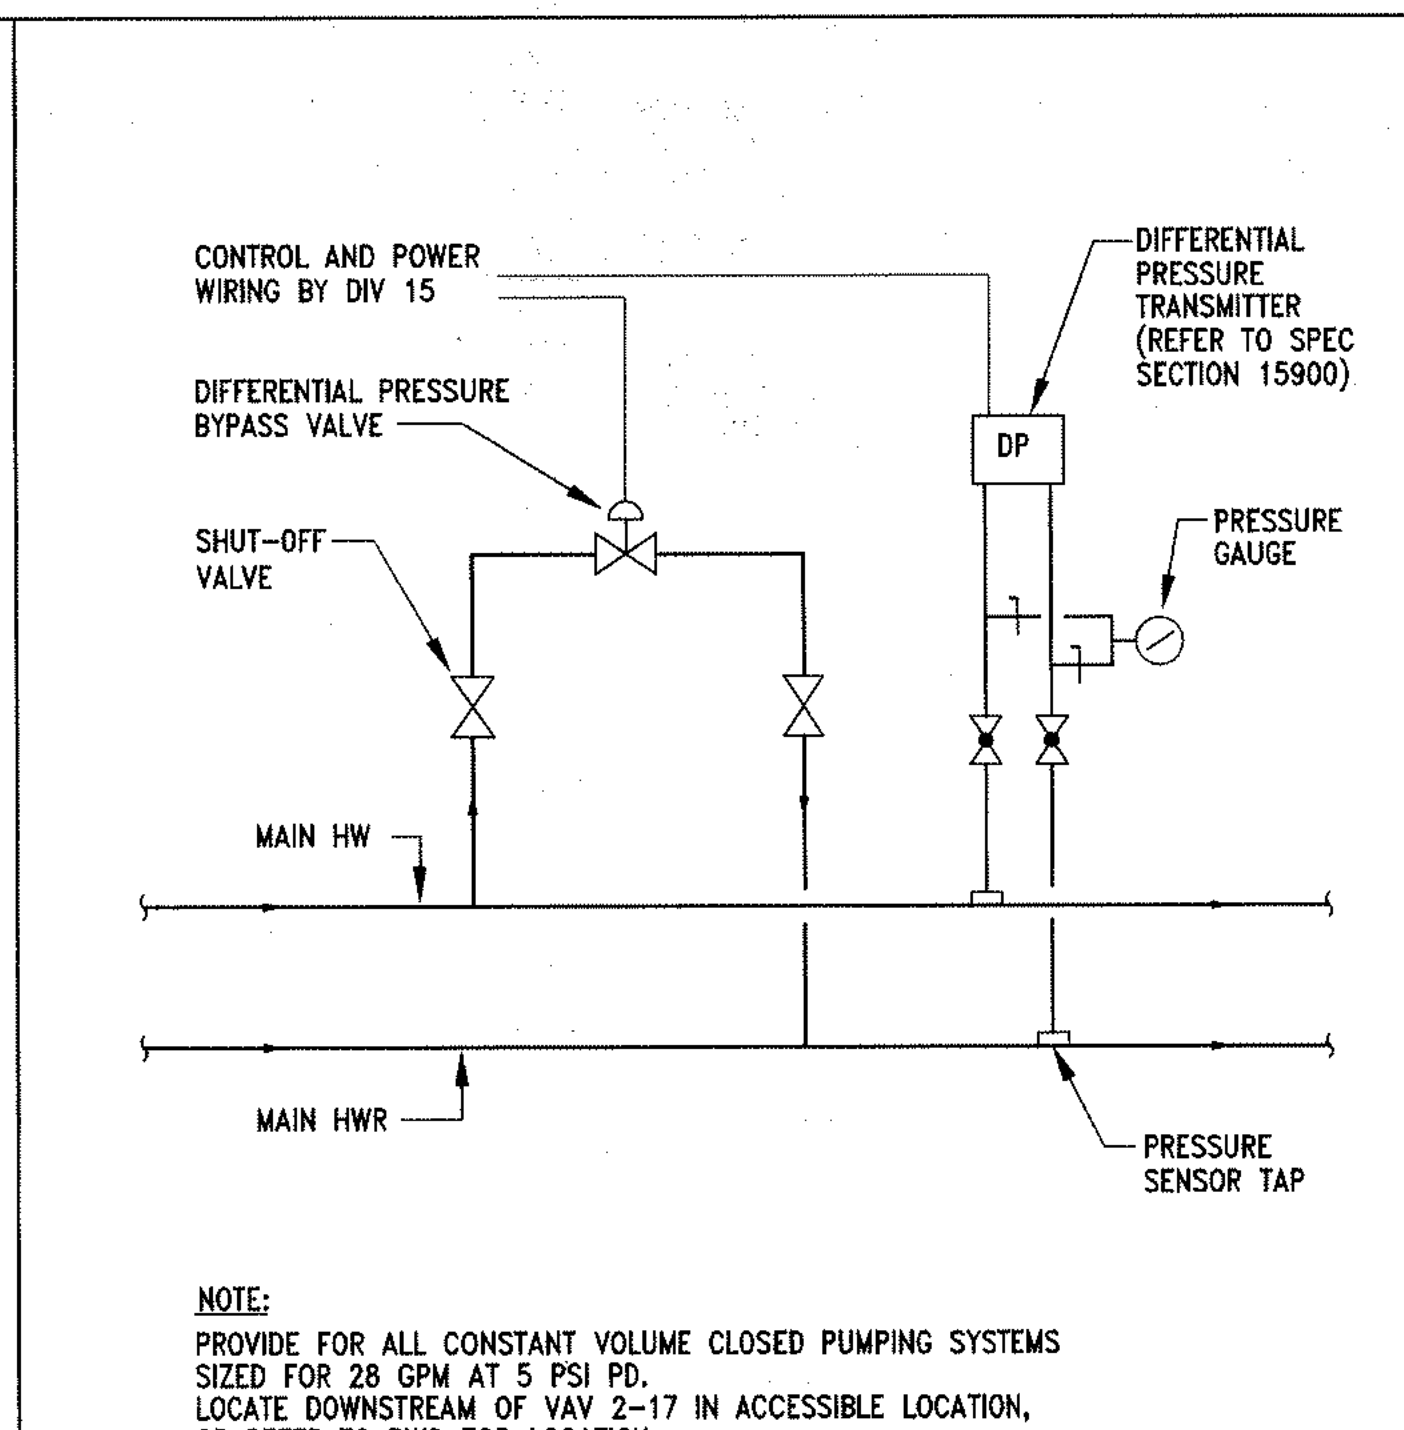 CONTROL AND POWER
WIRING BY DIV 15
DIFFERENTIAL
PRESSURE
TRANSMITTER
(REFER TO SPEC
SECTION 15900)
DIFFERENTIAL PRESSURE
BYPASS VALVE
DP
SHUT-OFF
VALVE
PRESSURE
GAUGE
MAIN HW
MAIN HWR
PRESSURE
SENSOR TAP
NOTE:
PROVIDE FOR ALL CONSTANT VOLUME CLOSED PUMPING SYSTEMS
SIZED FOR 28 GPM AT 5 PSI PD.
LOCATE DOWNSTREAM OF VAV 2-17 IN ACCESSIBLE LOCATION,